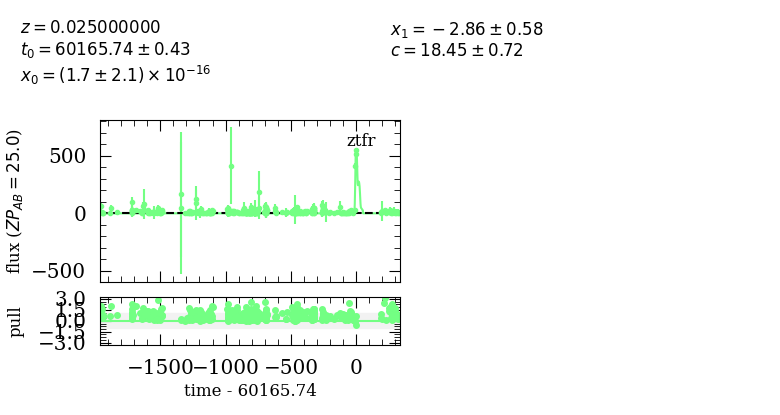 z = 0.025000000
t₀ = 60165.74 ± 0.43
x₀ = (1.7 ± 2.1) × 10⁻¹⁶
x₁ = −2.86 ± 0.58
c = 18.45 ± 0.72
ztfr
flux (ZP_AB = 25.0)
500
0
−500
pull
3.0
1.5
0.0
−1.5
−3.0
−1500 −1000 −500 0
time - 60165.74